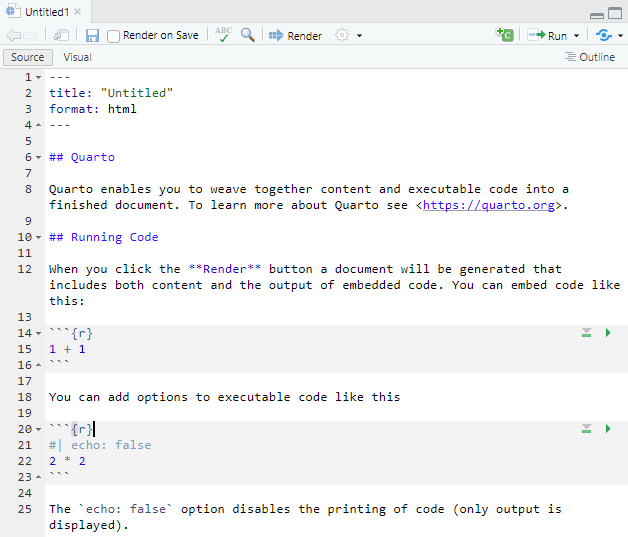 Untitled1
Render on Save ABC Render Run
Source Visual Outline
1 ---
2 title: "Untitled"
3 format: html
4 ---
5
6 ## Quarto
7
8 Quarto enables you to weave together content and executable code into a
finished document. To learn more about Quarto see <https://quarto.org>.
9
10 ## Running Code
11
12 When you click the **Render** button a document will be generated that
includes both content and the output of embedded code. You can embed code like
this:
13
14 ```{r}
15 1 + 1
16 ```
17
18 You can add options to executable code like this
19
20 ```{r}
21 #| echo: false
22 2 * 2
23 ```
24
25 The `echo: false` option disables the printing of code (only output is
displayed).